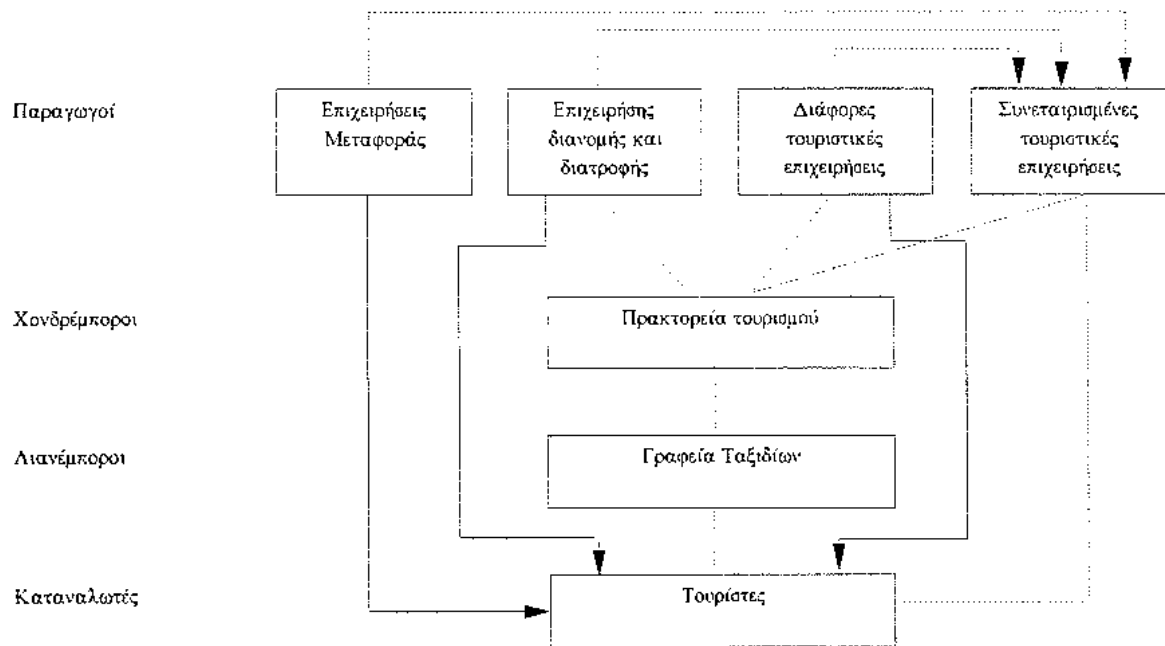 Παραγωγοί
Επιχειρήσεις
Μεταφοράς
Επιχειρήσης
διανομής και
διατροφής
Διάφορες
τουριστικές
επιχειρήσεις
Συνεταιρισμένες
τουριστικές
επιχειρήσεις
Χονδρέμποροι
Πρακτορεία τουρισμού
Λιανέμποροι
Γραφεία Ταξιδίων
Καταναλωτές
Τουρίστες